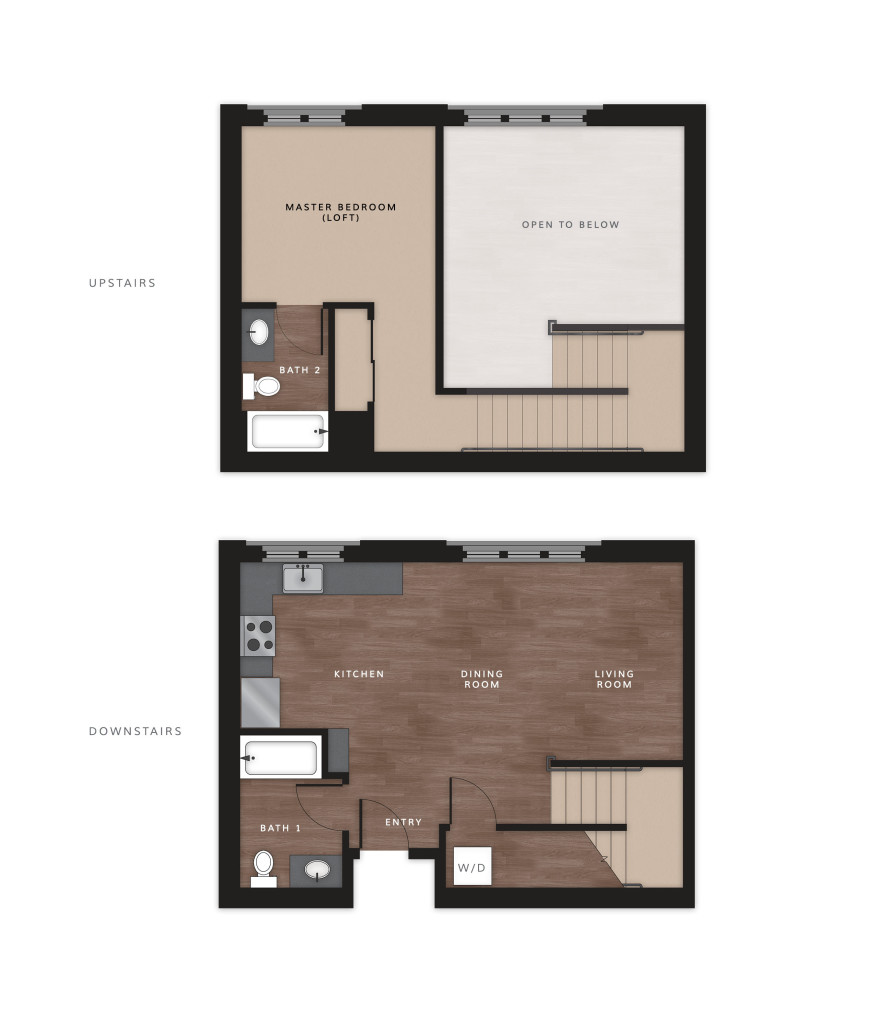 MASTER BEDROOM
(LOFT)
OPEN TO BELOW
UPSTAIRS
BATH 2
KITCHEN
DINING
ROOM
LIVING
ROOM
DOWNSTAIRS
ENTRY
BATH 1
W/D